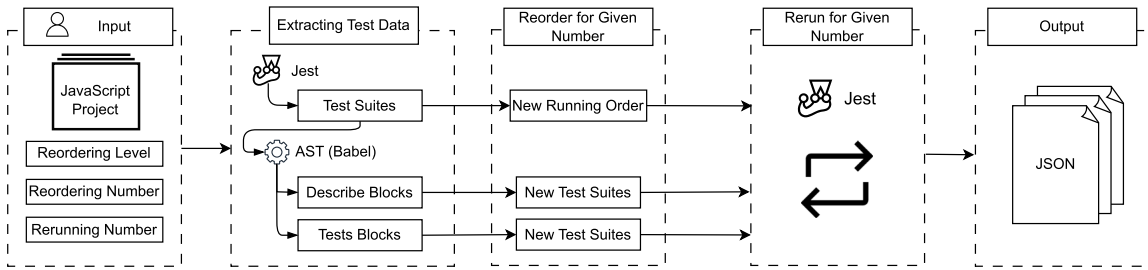 Input
JavaScript
Project
Reordering Level
Reordering Number
Rerunning Number
Extracting Test Data
Jest
Test Suites
AST (Babel)
Describe Blocks
Tests Blocks
Reorder for Given
Number
New Running Order
New Test Suites
New Test Suites
Rerun for Given
Number
Jest
Output
JSON